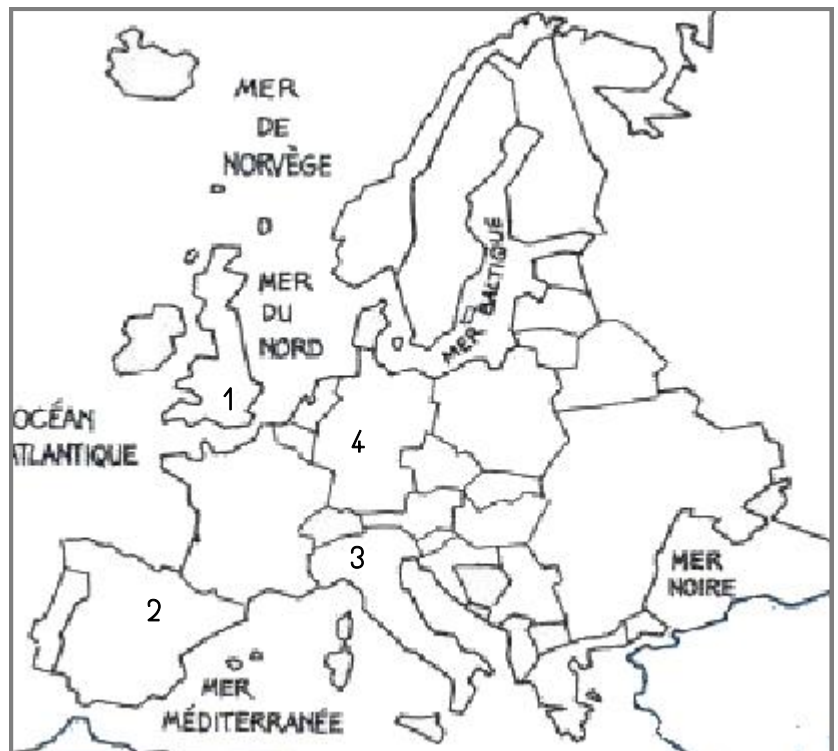 MER
DE
NORVÈGE
MER
DU
NORD
MER BALTIQUE
1
OCÉAN
ATLANTIQUE
4
3
MER
NOIRE
2
MER
MÉDITERRANÉE